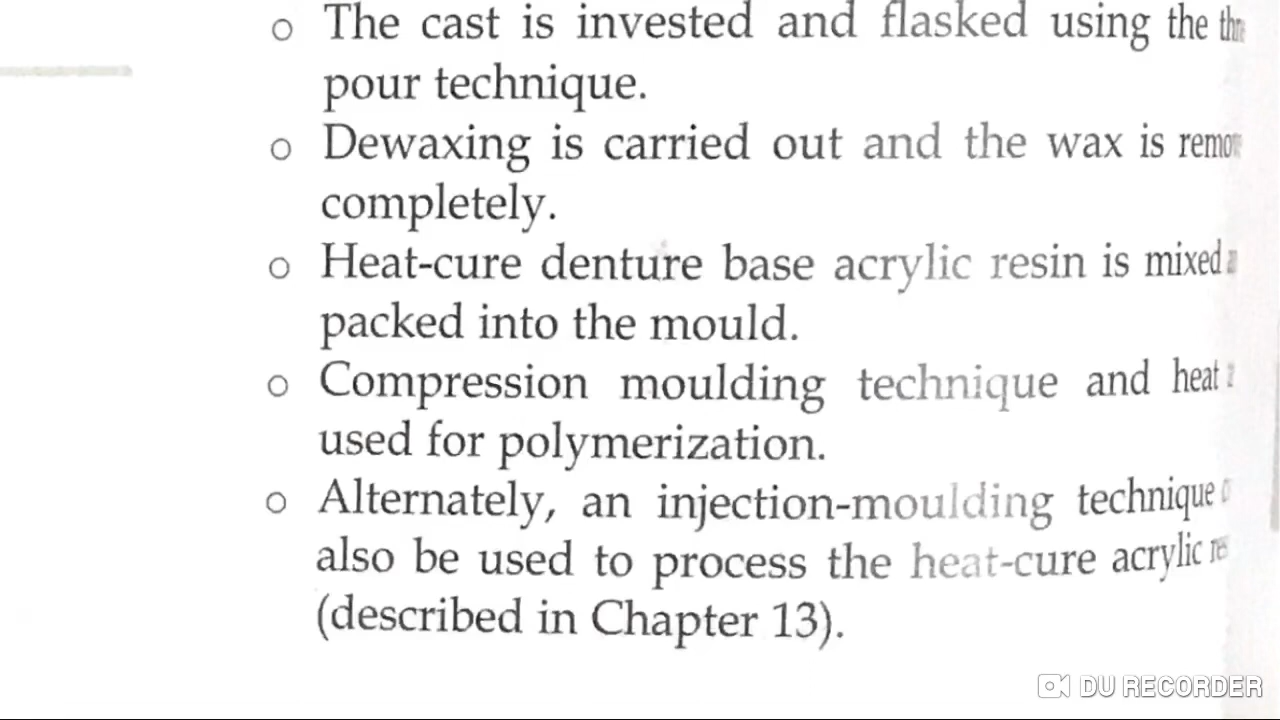 ○ The cast is invested and flasked using the
pour technique.
○ Dewaxing is carried out and the wax is
completely.
○ Heat-cure denture base acrylic resin is mixed
packed into the mould.
○ Compression moulding technique and heat
used for polymerization.
○ Alternately, an injection-moulding technique
also be used to process the heat-cure acrylic
(described in Chapter 13).
DU RECORDER